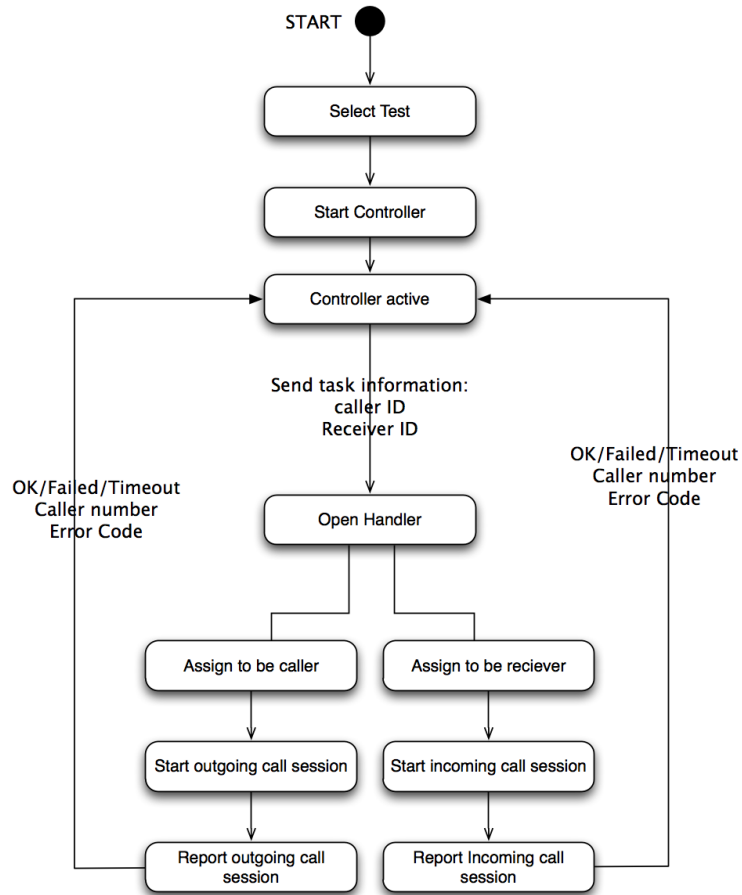 START
Select Test
Start Controller
Controller active
Send task information:
caller ID
Receiver ID
OK/Failed/Timeout
Caller number
Error Code
OK/Failed/Timeout
Caller number
Error Code
Open Handler
Assign to be caller
Assign to be reciever
Start outgoing call session
Start incoming call session
Report outgoing call
session
Report Incoming call
session